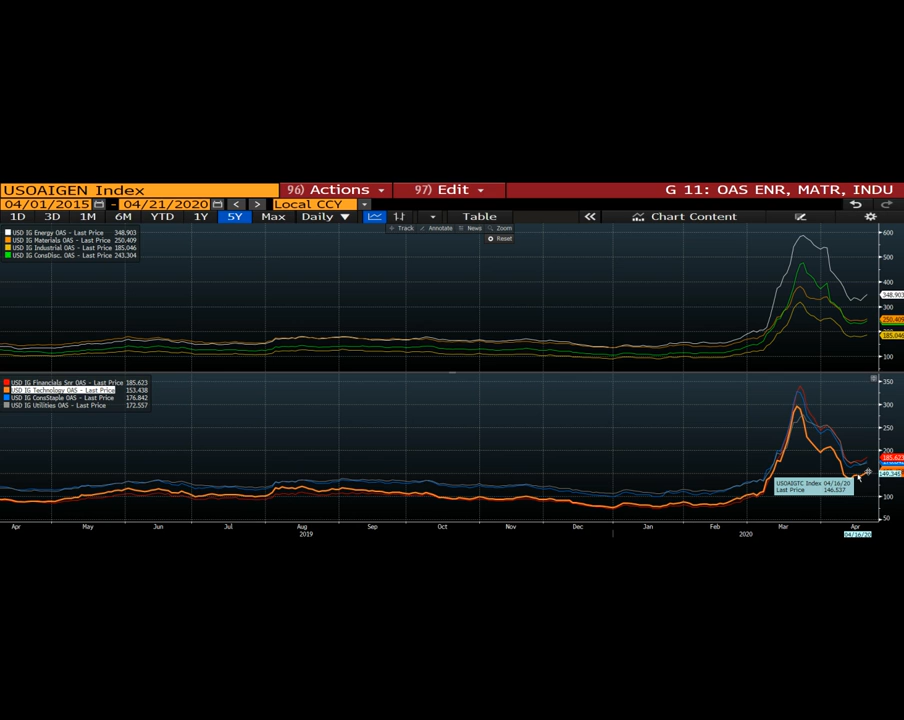 USOAIGEN Index 96) Actions 97) Edit G 11: OAS ENR, MATR, INDU
04/01/2015 - 04/21/2020 < > Local CCY
1D 3D 1M 6M YTD 1Y 5Y Max Daily ▼ Table « Chart Content
+ Track Annotate News Zoom
Reset
USD IG Energy OAS - Last Price 348.903
USD IG Materials OAS - Last Price 250.409
USD IG Industrial OAS - Last Price 185.046
USD IG ConsDisc. OAS - Last Price 243.304
600
500
400
348.903
300
250.409
185.046
100
USD IG Financials Snr OAS - Last Price 185.623
USD IG Technology OAS - Last Price 153.438
USD IG ConsStaple OAS - Last Price 176.842
USD IG Utilities OAS - Last Price 172.557
350
300
250
200
185.623
100
50
USOAIGTC Index 04/16/20
Last Price 146.537
Apr May Jun Jul Aug Sep Oct Nov Dec Jan Feb Mar Apr
2019 2020 04/16/20